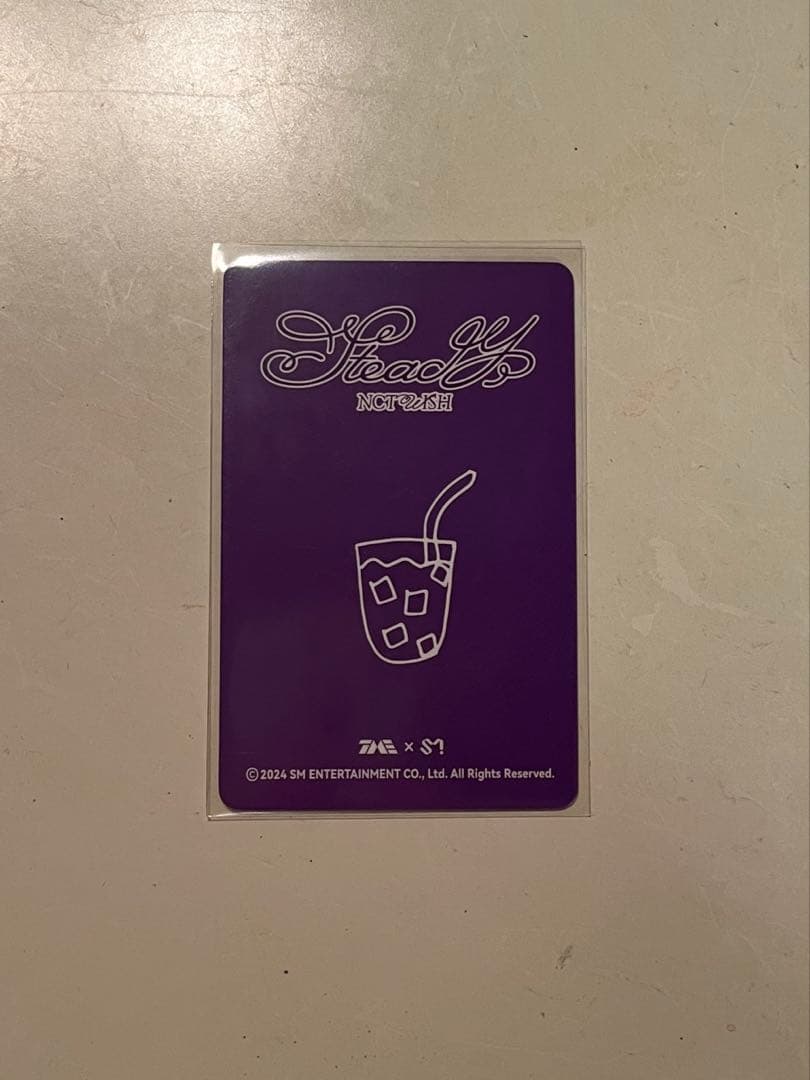 Steady
NCT WISH
TME × SM!
© 2024 SM ENTERTAINMENT CO., Ltd. All Rights Reserved.